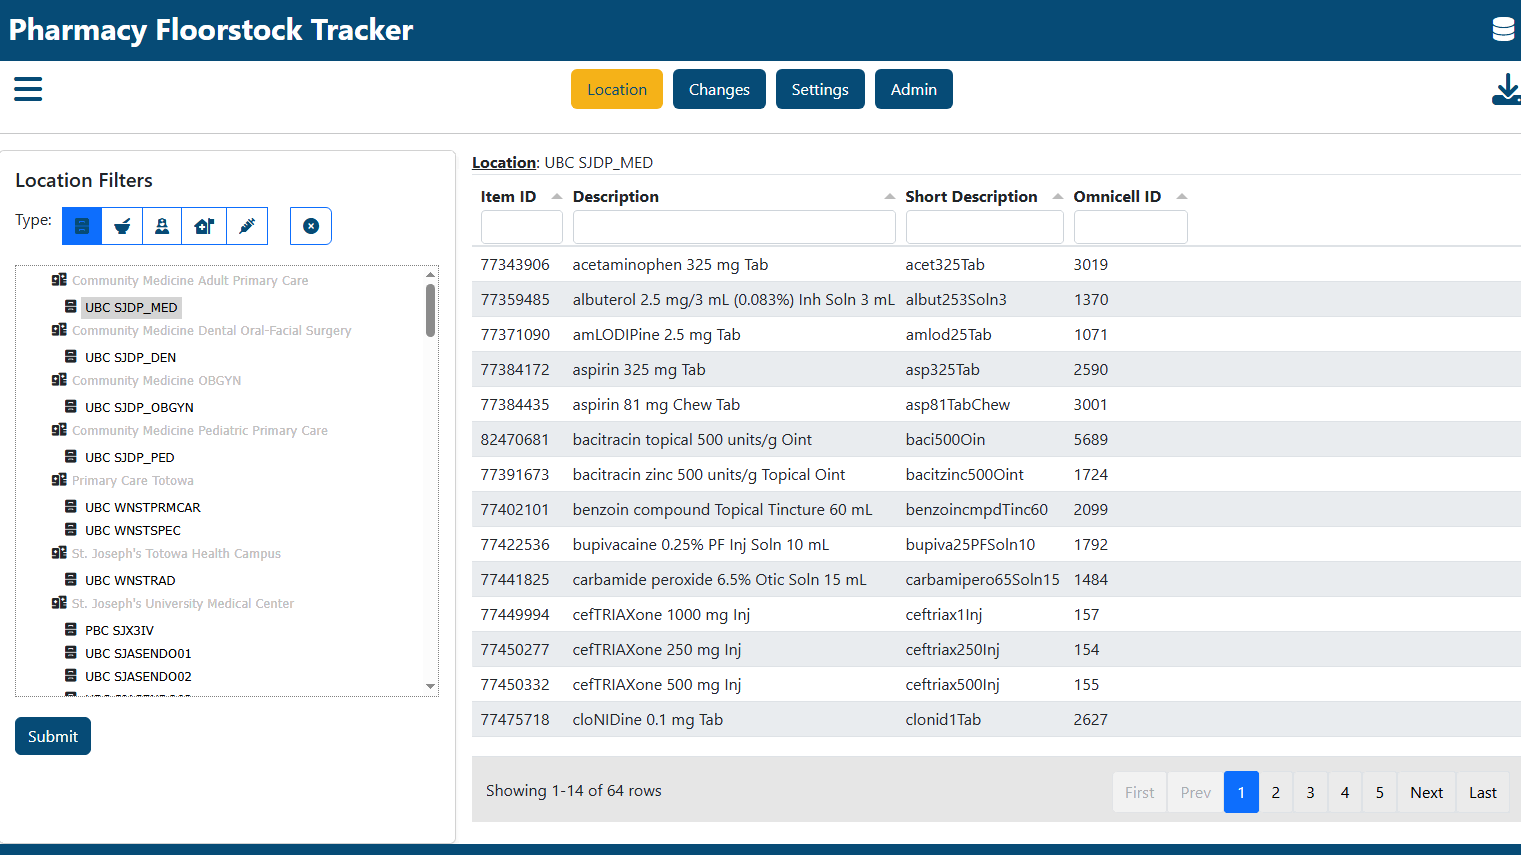 Pharmacy Floorstock Tracker
Location Changes Settings Admin
Location Filters
Type:
Community Medicine Adult Primary Care
UBC SJDP_MED
Community Medicine Dental Oral-Facial Surgery
UBC SJDP_DEN
Community Medicine OBGYN
UBC SJDP_OBGYN
Community Medicine Pediatric Primary Care
UBC SJDP_PED
Primary Care Totowa
UBC WNSTPRMCAR
UBC WNSTSPEC
St. Joseph's Totowa Health Campus
UBC WNSTRAD
St. Joseph's University Medical Center
PBC SJX3IV
UBC SJASENDO01
UBC SJASENDO02
Submit
Location: UBC SJDP_MED
Item ID Description Short Description Omnicell ID
77343906 acetaminophen 325 mg Tab acet325Tab 3019
77359485 albuterol 2.5 mg/3 mL (0.083%) Inh Soln 3 mL albut253Soln3 1370
77371090 amLODIPine 2.5 mg Tab amlod25Tab 1071
77384172 aspirin 325 mg Tab asp325Tab 2590
77384435 aspirin 81 mg Chew Tab asp81TabChew 3001
82470681 bacitracin topical 500 units/g Oint baci500Oin 5689
77391673 bacitracin zinc 500 units/g Topical Oint bacitzinc500Oint 1724
77402101 benzoin compound Topical Tincture 60 mL benzoincmpdTinc60 2099
77422536 bupivacaine 0.25% PF Inj Soln 10 mL bupiva25PFSoln10 1792
77441825 carbamide peroxide 6.5% Otic Soln 15 mL carbamipero65Soln15 1484
77449994 cefTRIAXone 1000 mg Inj ceftriax1Inj 157
77450277 cefTRIAXone 250 mg Inj ceftriax250Inj 154
77450332 cefTRIAXone 500 mg Inj ceftriax500Inj 155
77475718 cloNIDine 0.1 mg Tab clonid1Tab 2627
Showing 1-14 of 64 rows
First Prev 1 2 3 4 5 Next Last